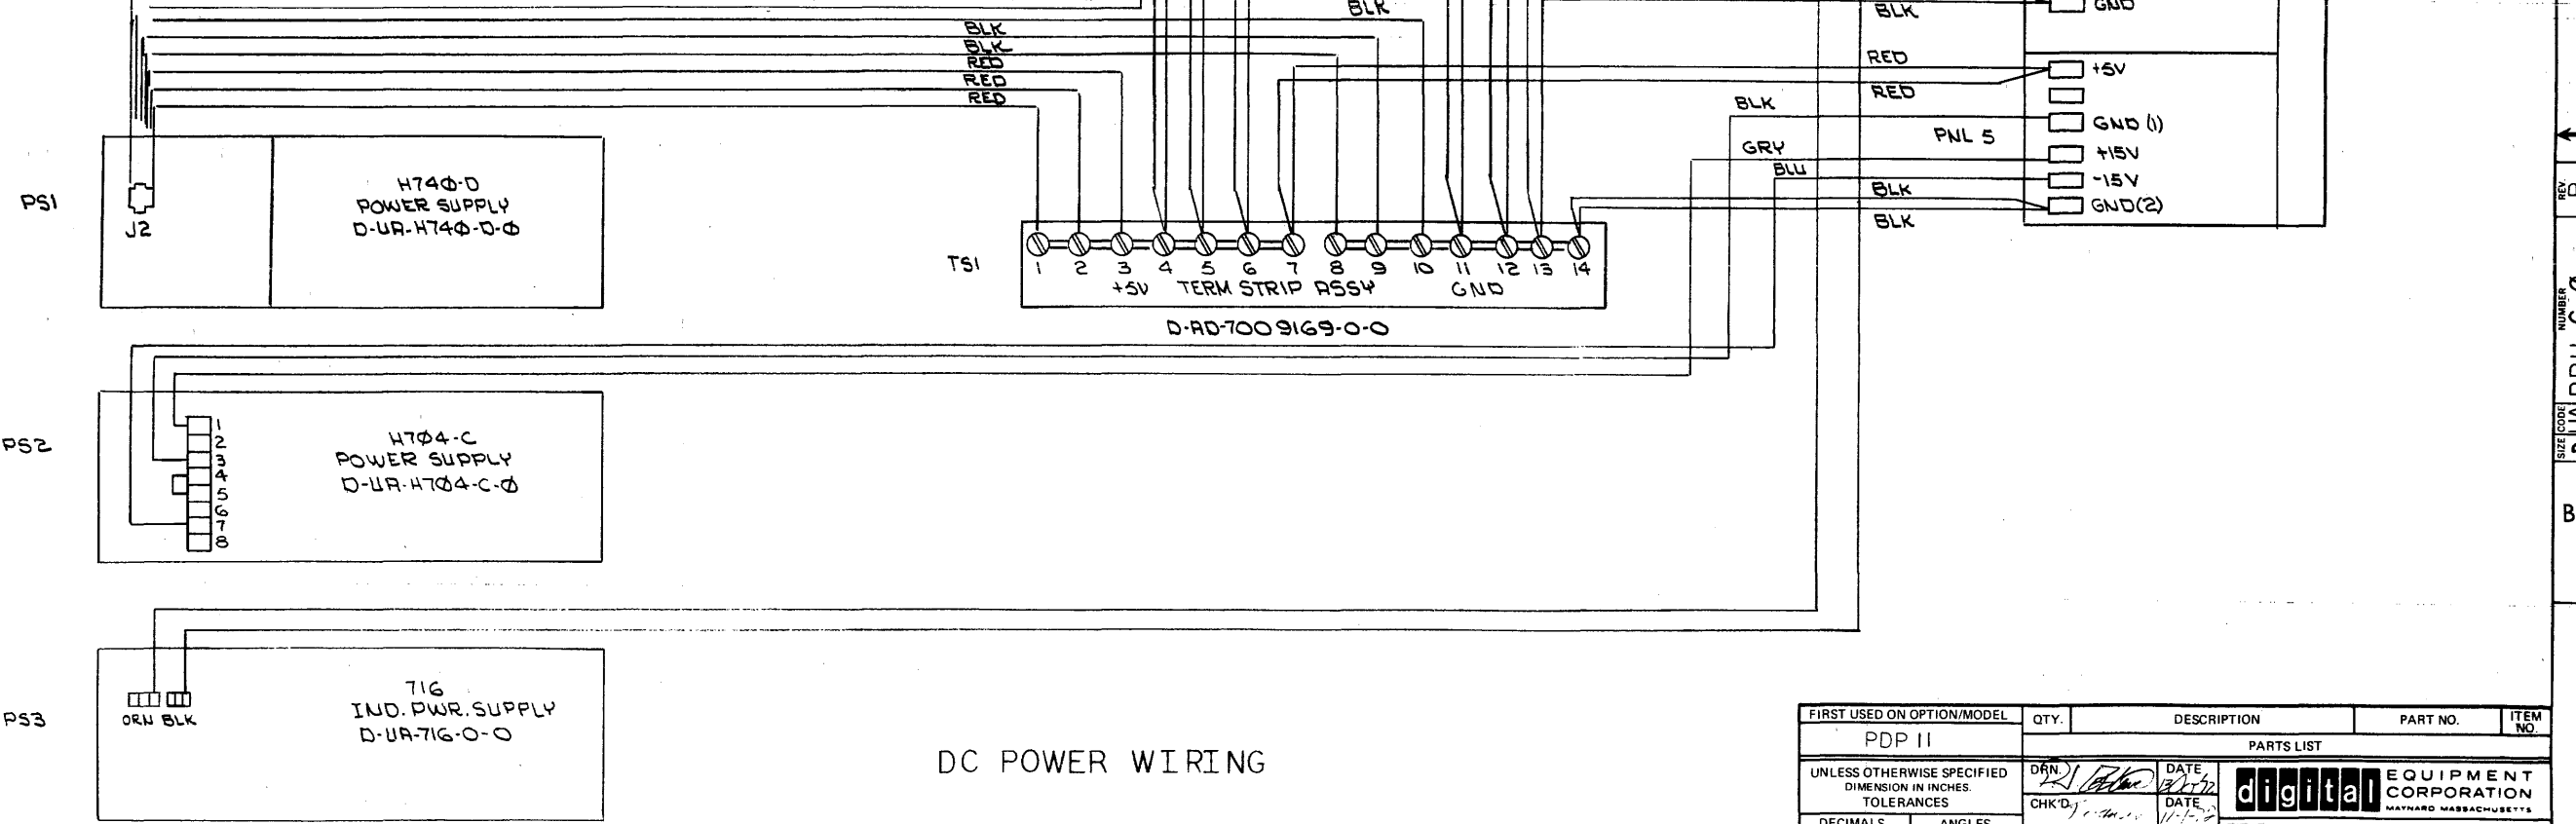 BLK
BLK
GND
BLK
BLK
RED
RED
RED
RED
+5V
RED
BLK
GND (1)
PNL 5
GRY
+15V
BLU
-15V
BLK
GND(2)
BLK
PS1
J2
H74Φ-D
POWER SUPPLY
D-UA-H74Φ-D-Φ
TS1
1 2 3 4 5 6 7 8 9 10 11 12 13 14
+5V TERM STRIP ASSY GND
D-AD-7009169-0-0
PS2
1
2
3
4
5
6
7
8
H7Φ4-C
POWER SUPPLY
D-UA-H7Φ4-C-Φ
PS3
ORN BLK
716
IND. PWR. SUPPLY
D-UA-716-0-0
DC POWER WIRING
REV.
NUMBER
SIZE CODE
B
FIRST USED ON OPTION/MODEL
PDP 11
QTY. DESCRIPTION PART NO. ITEM NO.
PARTS LIST
UNLESS OTHERWISE SPECIFIED
DIMENSION IN INCHES.
TOLERANCES
DECIMALS ANGLES
DRN. DATE
CHK'D DATE
digital EQUIPMENT CORPORATION
MAYNARD MASSACHUSETTS